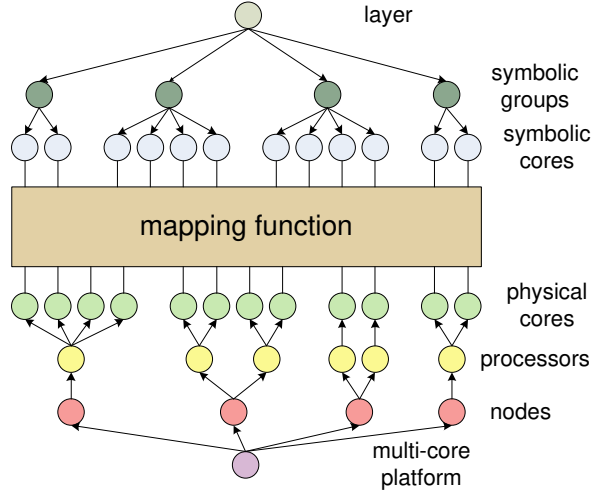 layer
symbolic
groups
symbolic
cores
mapping function
physical
cores
processors
nodes
multi-core
platform